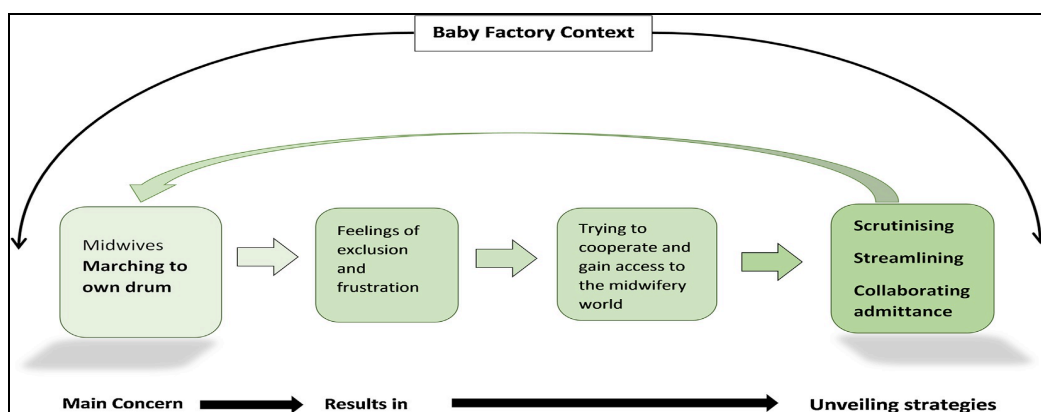 Baby Factory Context
Midwives
Marching to
own drum
Feelings of
exclusion
and
frustration
Trying to
cooperate and
gain access to
the midwifery
world
Scrutinising
Streamlining
Collaborating
admittance
Main Concern
Results in
Unveiling strategies